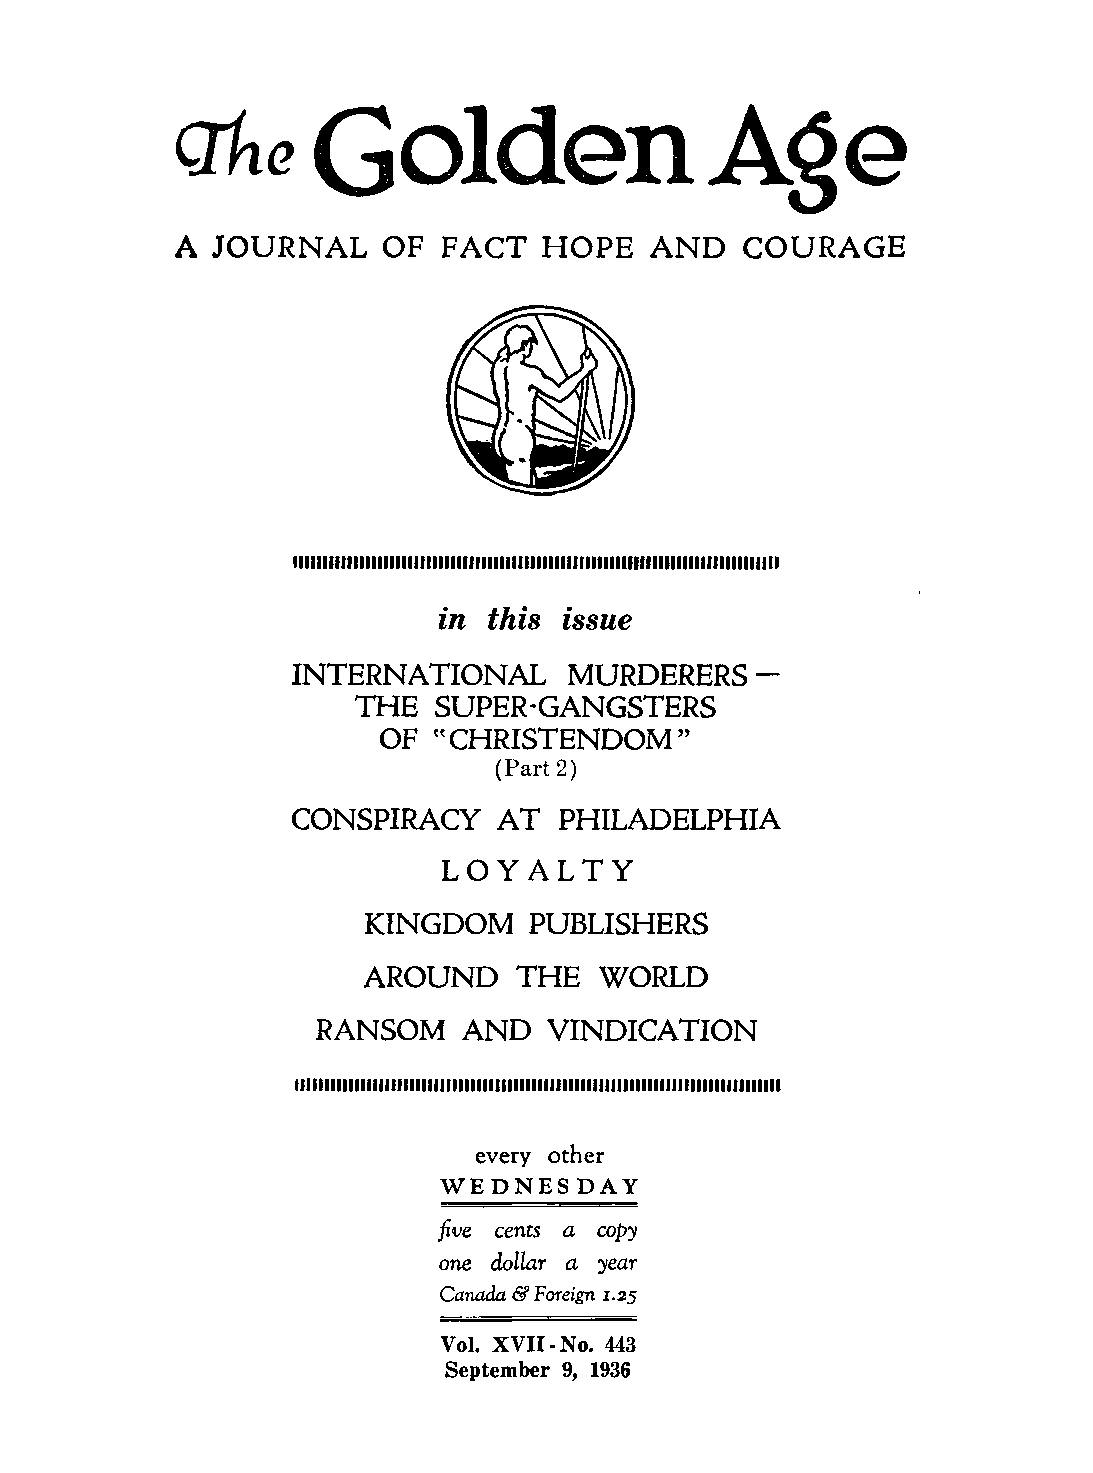 The Golden Age
A JOURNAL OF FACT HOPE AND COURAGE
in this issue
INTERNATIONAL MURDERERS —
THE SUPER-GANGSTERS
OF "CHRISTENDOM"
(Part 2)
CONSPIRACY AT PHILADELPHIA
LOYALTY
KINGDOM PUBLISHERS
AROUND THE WORLD
RANSOM AND VINDICATION
every other
WEDNESDAY
five cents a copy
one dollar a year
Canada & Foreign 1.25
Vol. XVII - No. 443
September 9, 1936